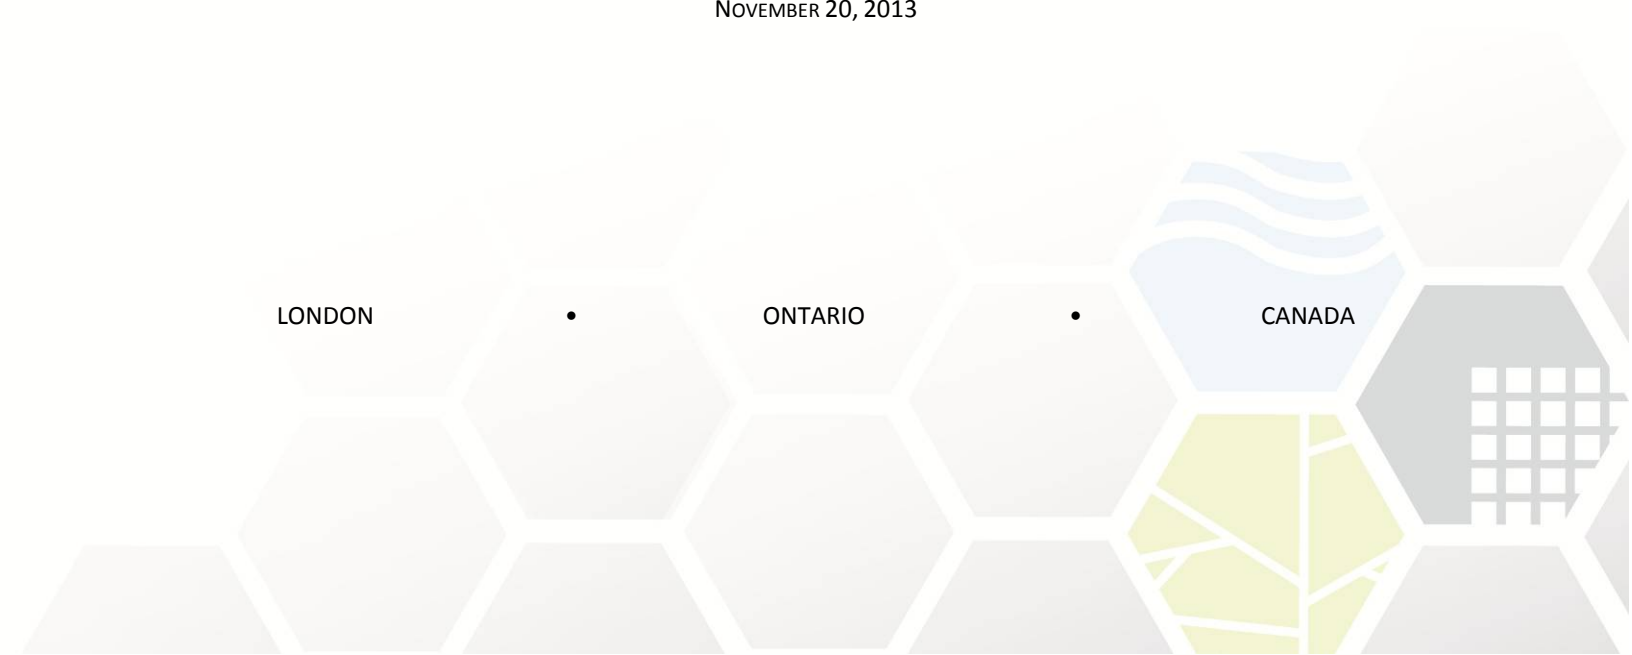 NOVEMBER 20, 2013
LONDON • ONTARIO • CANADA